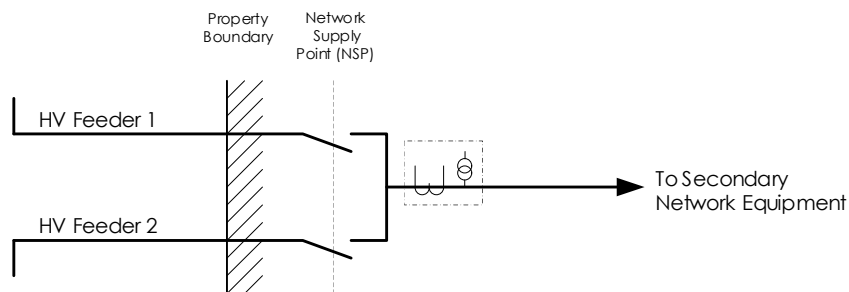 Property
Boundary
Network
Supply
Point (NSP)
HV Feeder 1
To Secondary
Network Equipment
HV Feeder 2